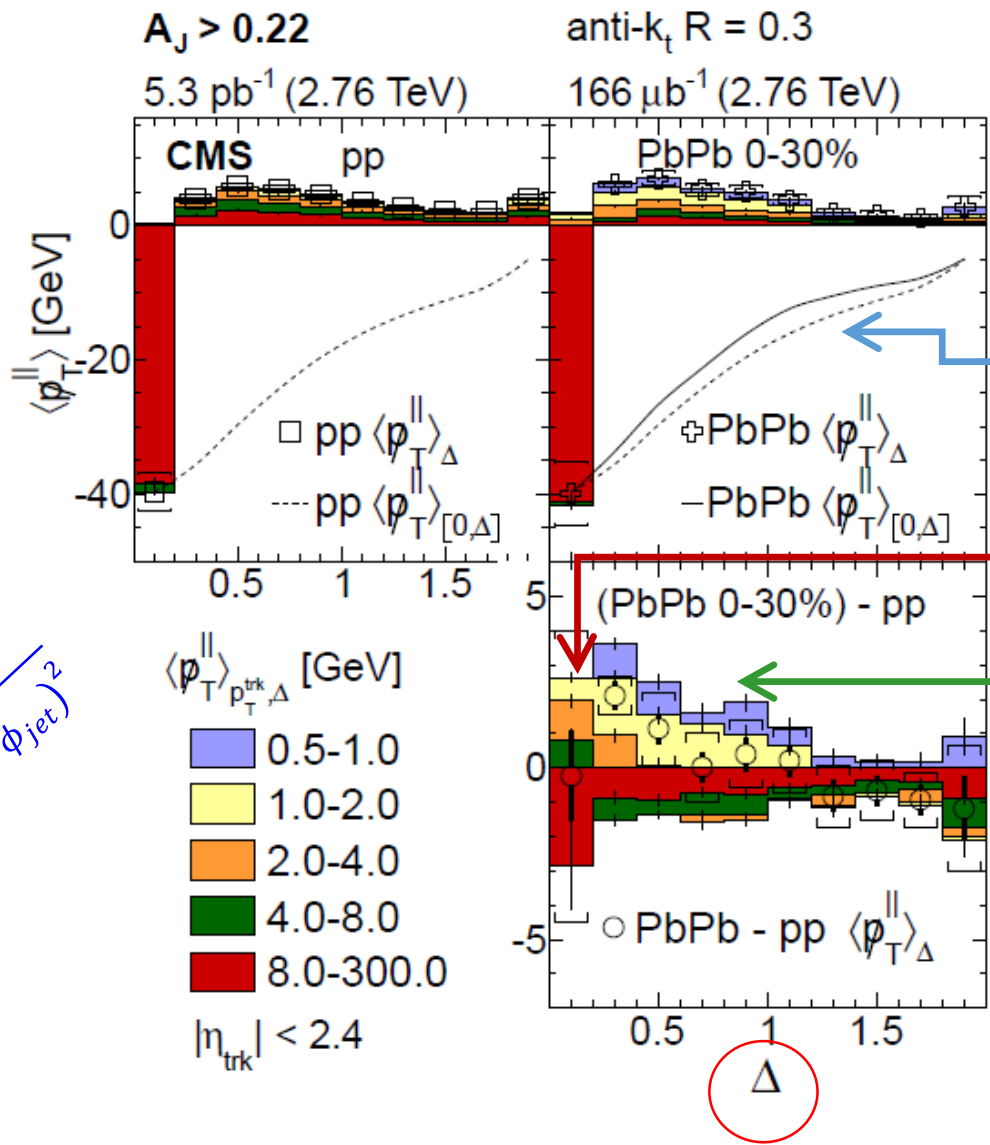 A_J > 0.22
anti-k_t R = 0.3
5.3 pb^-1 (2.76 TeV)
166 μb^-1 (2.76 TeV)
CMS pp
PbPb 0-30%
0
-20
-40
⟨p̸_T^||⟩ [GeV]
pp ⟨p̸_T^||⟩_Δ
pp ⟨p̸_T^||⟩_[0,Δ]
PbPb ⟨p̸_T^||⟩_Δ
PbPb ⟨p̸_T^||⟩_[0,Δ]
0.5 1 1.5
5
0
-5
(PbPb 0-30%) - pp
ϕ_jet)^2
⟨p̸_T^||⟩_p_T^trk,Δ [GeV]
0.5-1.0
1.0-2.0
2.0-4.0
4.0-8.0
8.0-300.0
|η_trk| < 2.4
PbPb - pp ⟨p̸_T^||⟩_Δ
0.5 1 1.5
Δ